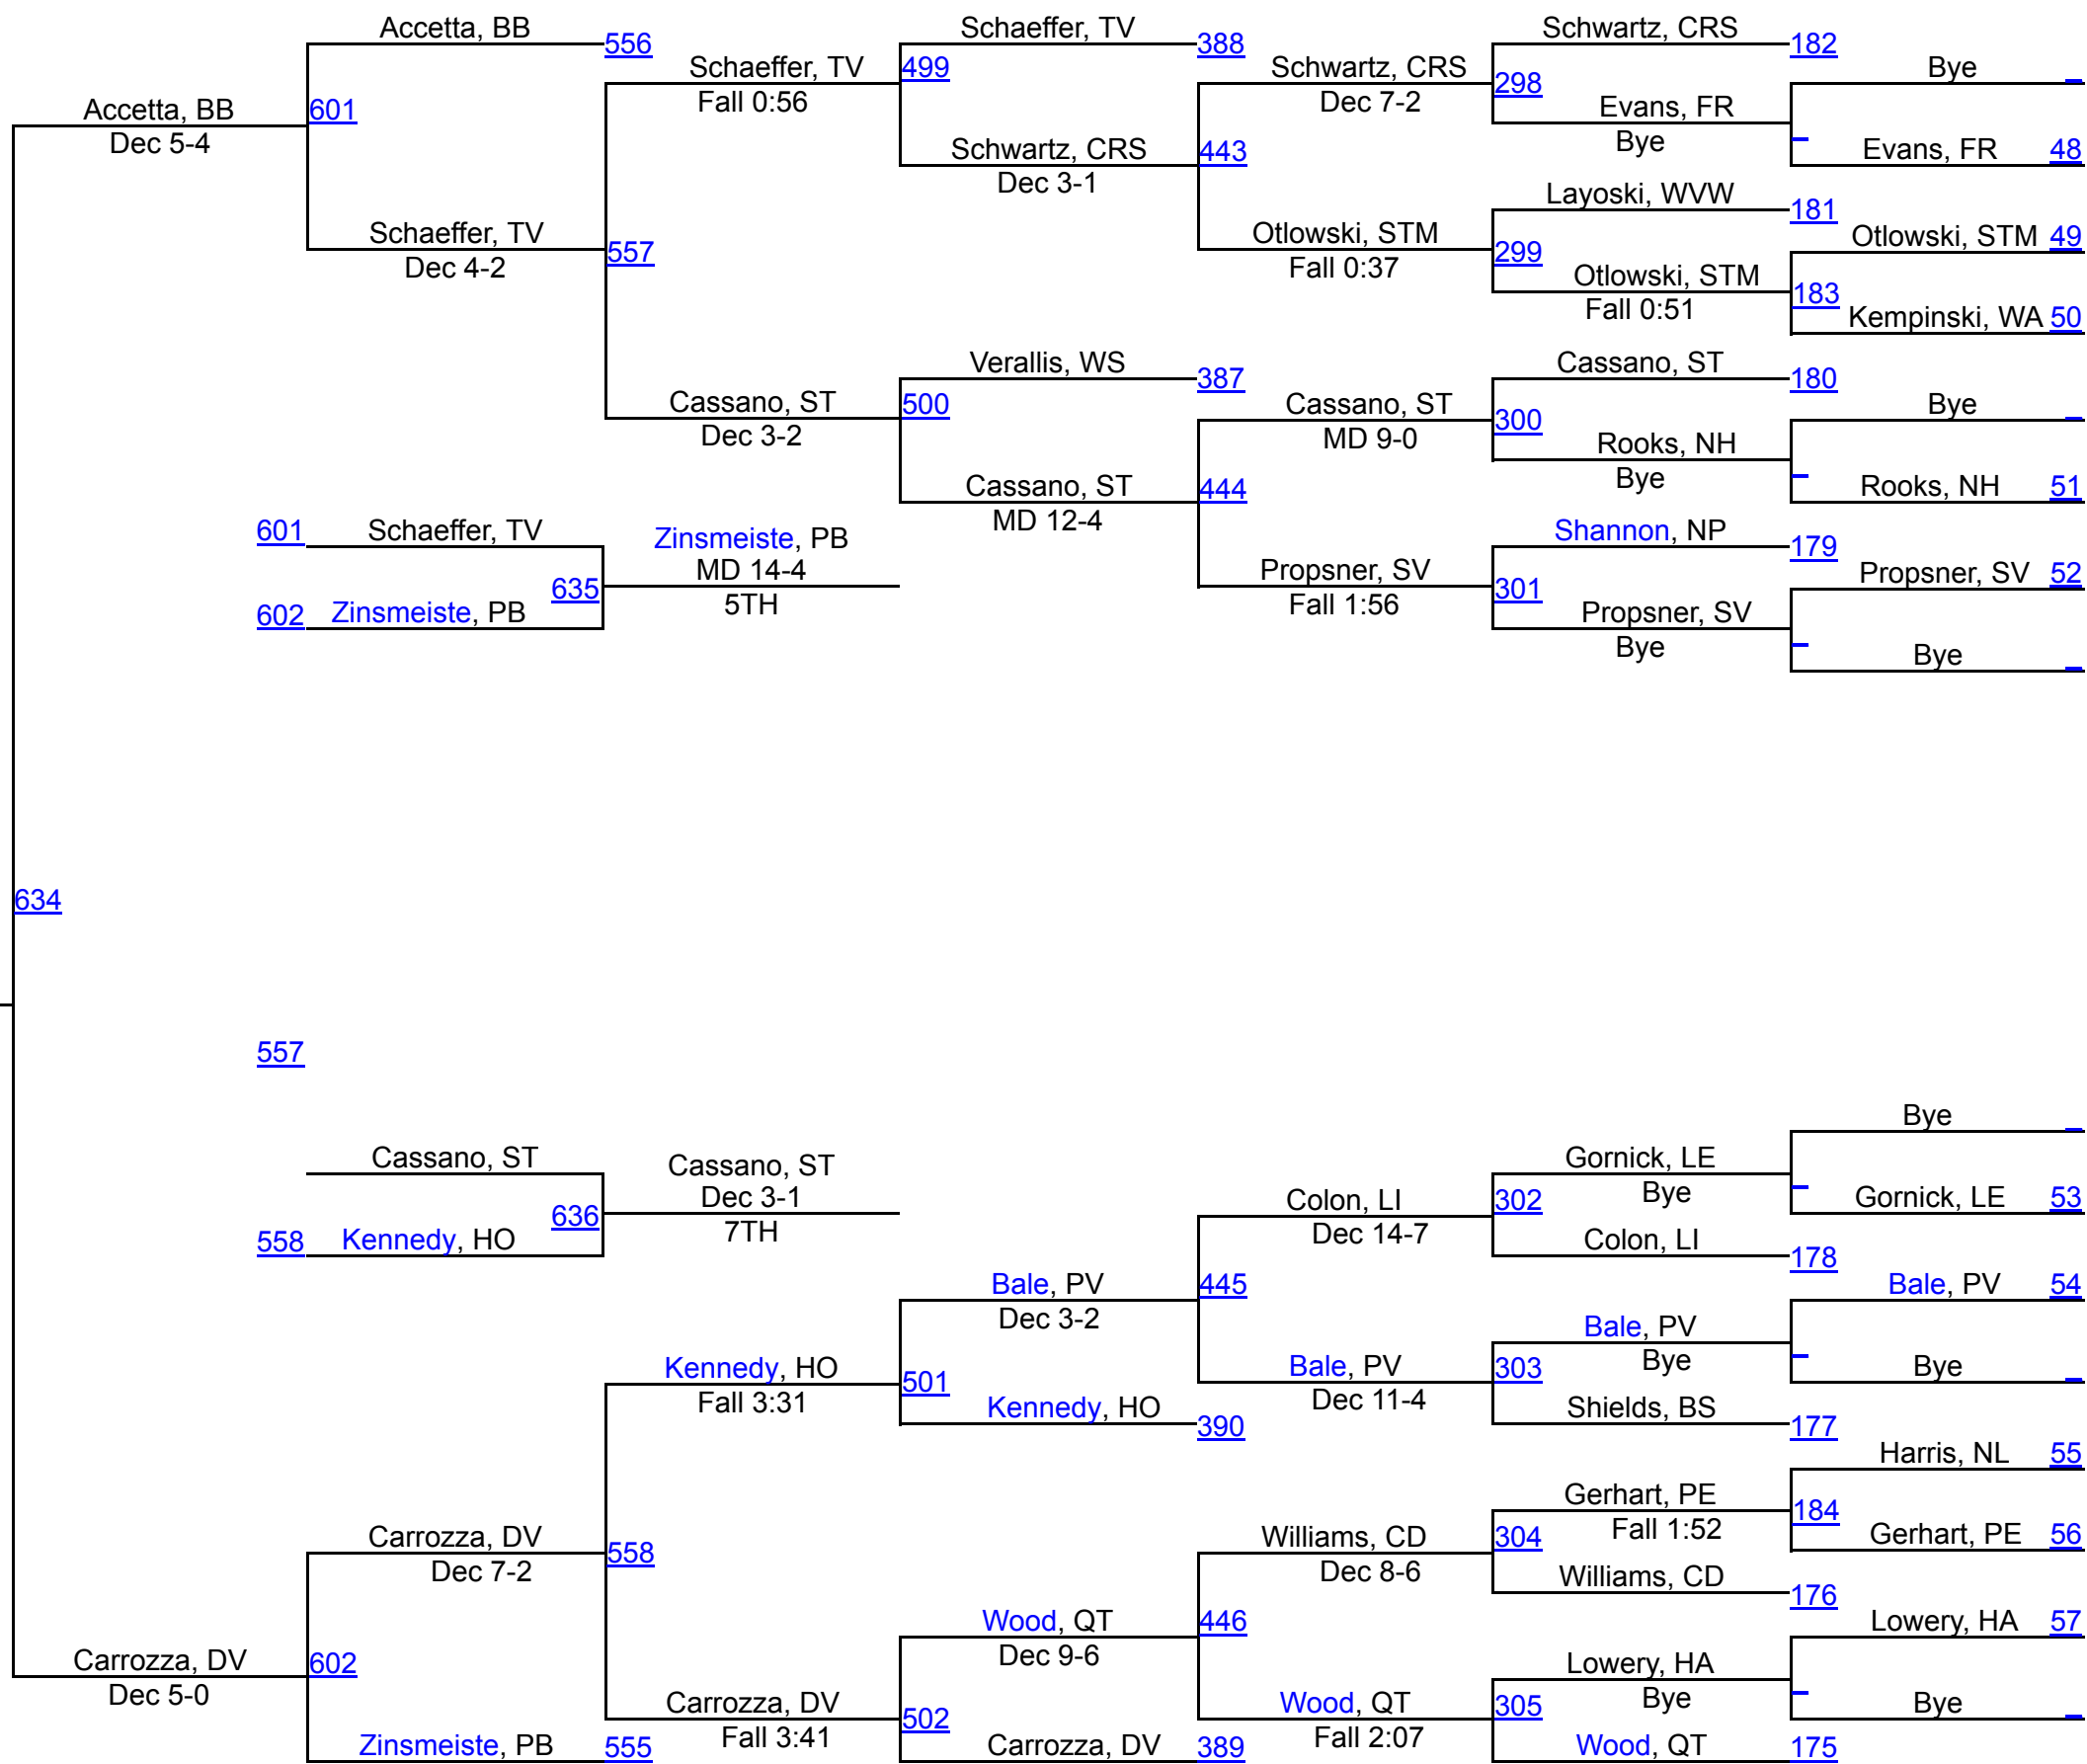 Accetta, BB
556
Schaeffer, TV
388
Schwartz, CRS
182
Schaeffer, TV
499
Schwartz, CRS
298
Bye
Fall 0:56
Dec 7-2
Accetta, BB
601
Evans, FR
Dec 5-4
Bye
Schwartz, CRS
443
Evans, FR
48
Dec 3-1
Layoski, WVW
181
Schaeffer, TV
557
Otlowski, STM
299
Otlowski, STM
49
Dec 4-2
Fall 0:37
Otlowski, STM
183
Fall 0:51
Kempinski, WA
50
Verallis, WS
387
Cassano, ST
180
Cassano, ST
500
Cassano, ST
300
Bye
Dec 3-2
MD 9-0
Rooks, NH
Bye
Cassano, ST
444
Rooks, NH
51
MD 12-4
601
Schaeffer, TV
Zinsmeiste, PB
Shannon, NP
179
MD 14-4
635
Propsner, SV
301
Propsner, SV
52
5TH
Fall 1:56
602
Zinsmeiste, PB
Propsner, SV
Bye
Bye
634
557
Bye
Cassano, ST
Cassano, ST
Gornick, LE
Dec 3-1
Bye
636
7TH
Colon, LI
302
Gornick, LE
53
Dec 14-7
558
Kennedy, HO
Colon, LI
178
Bale, PV
445
Bale, PV
54
Dec 3-2
Bale, PV
Bye
Kennedy, HO
501
Bale, PV
303
Bye
Fall 3:31
Dec 11-4
Kennedy, HO
390
Shields, BS
177
Harris, NL
55
Gerhart, PE
184
Fall 1:52
Carrozza, DV
558
Williams, CD
304
Gerhart, PE
56
Dec 7-2
Dec 8-6
Williams, CD
176
Wood, QT
446
Lowery, HA
57
Dec 9-6
Carrozza, DV
602
Lowery, HA
Dec 5-0
Bye
Carrozza, DV
502
Wood, QT
305
Bye
Fall 3:41
Fall 2:07
Zinsmeiste, PB
555
Carrozza, DV
389
Wood, QT
175